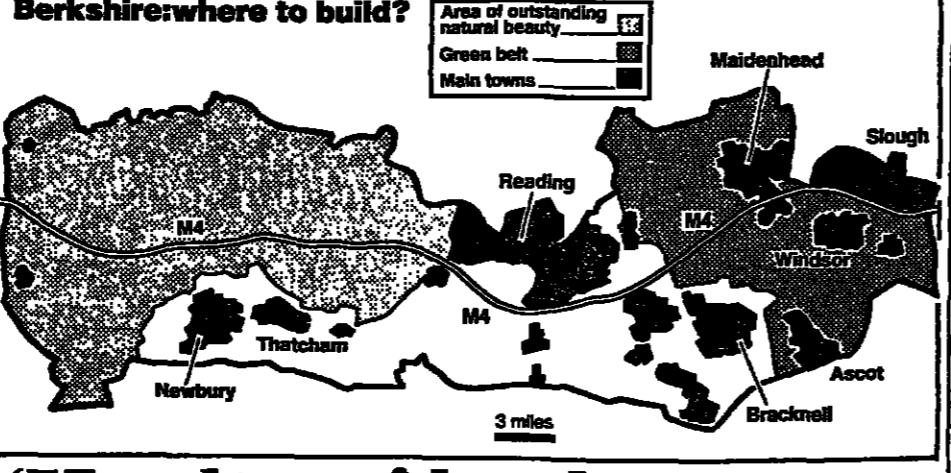 Berkshire:where to build?
Area of outstanding
natural beauty
Green belt
Main towns
Maidenhead
Slough
Reading
M4
M4
Windsor
M4
Thatcham
Newbury
Ascot
Bracknell
3 miles